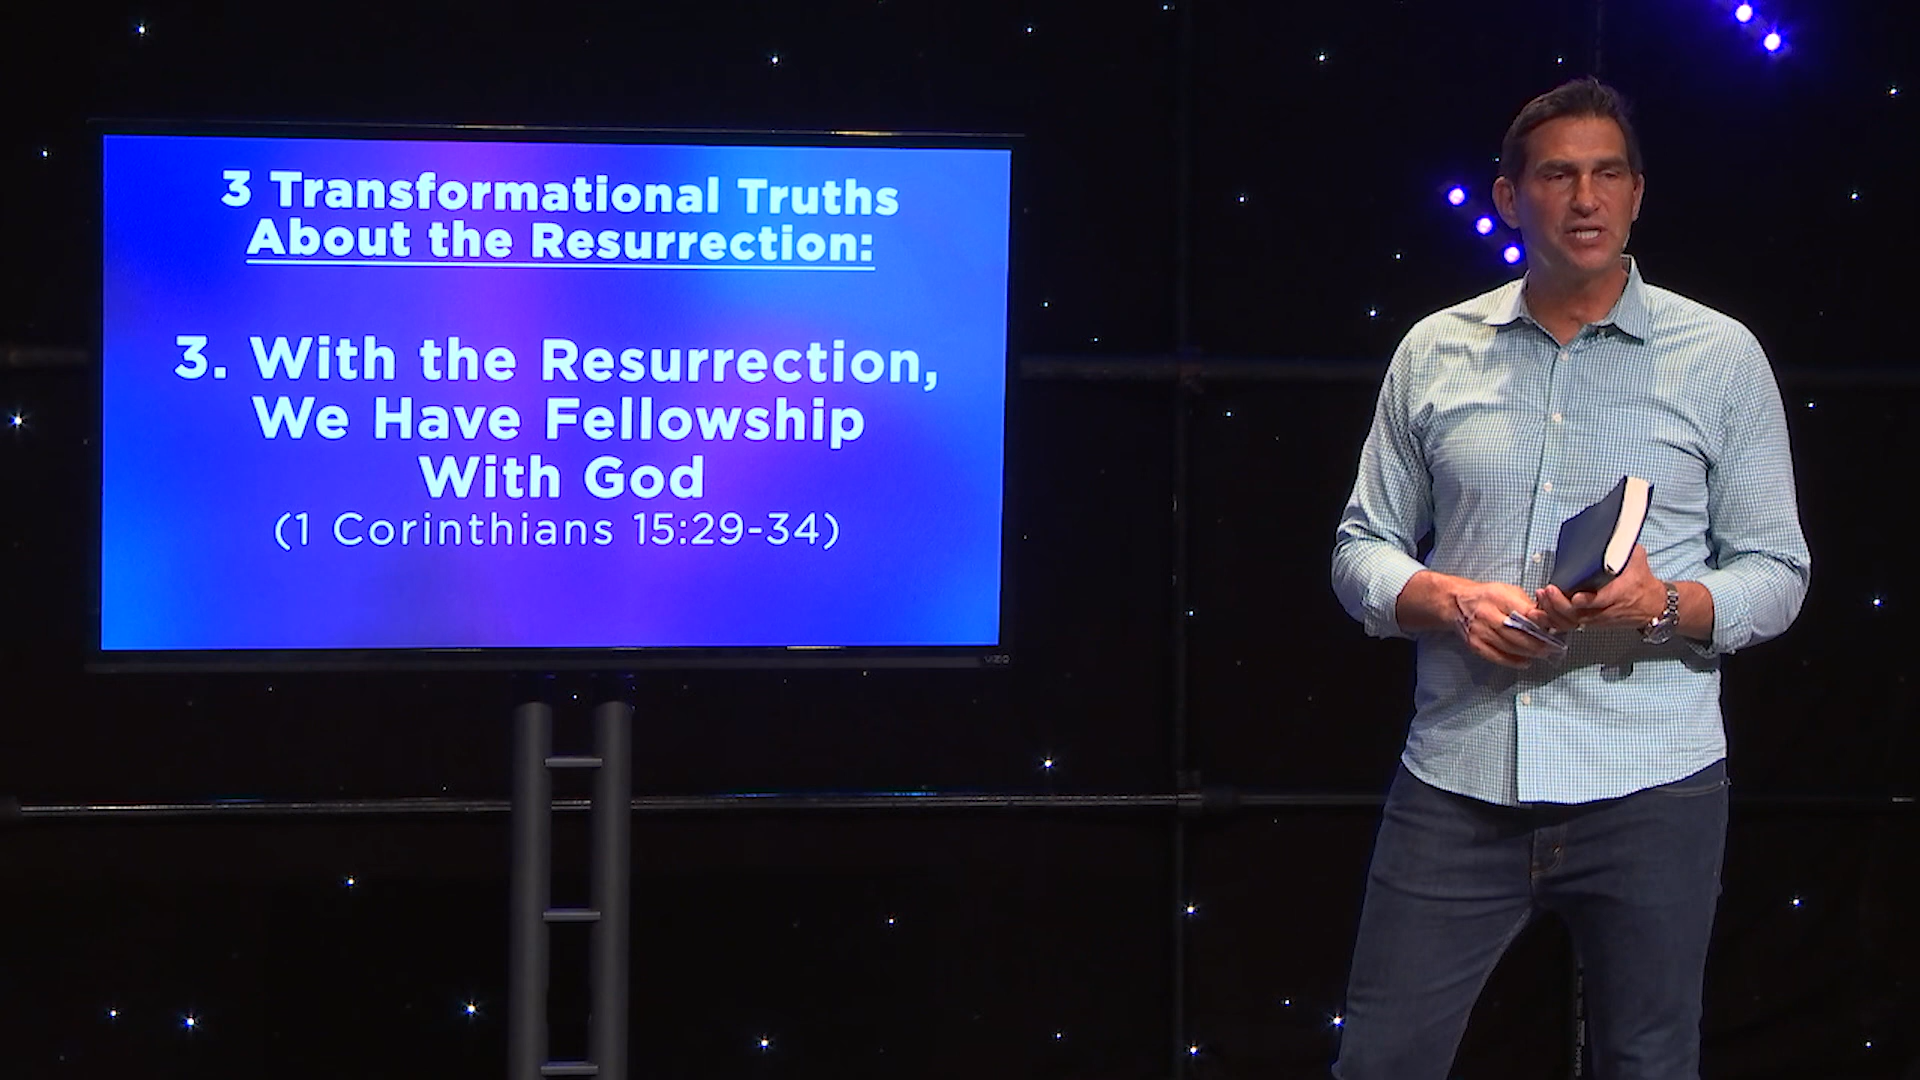 3 Transformational Truths
About the Resurrection:
3. With the Resurrection,
We Have Fellowship
With God
(1 Corinthians 15:29-34)
VIZIO